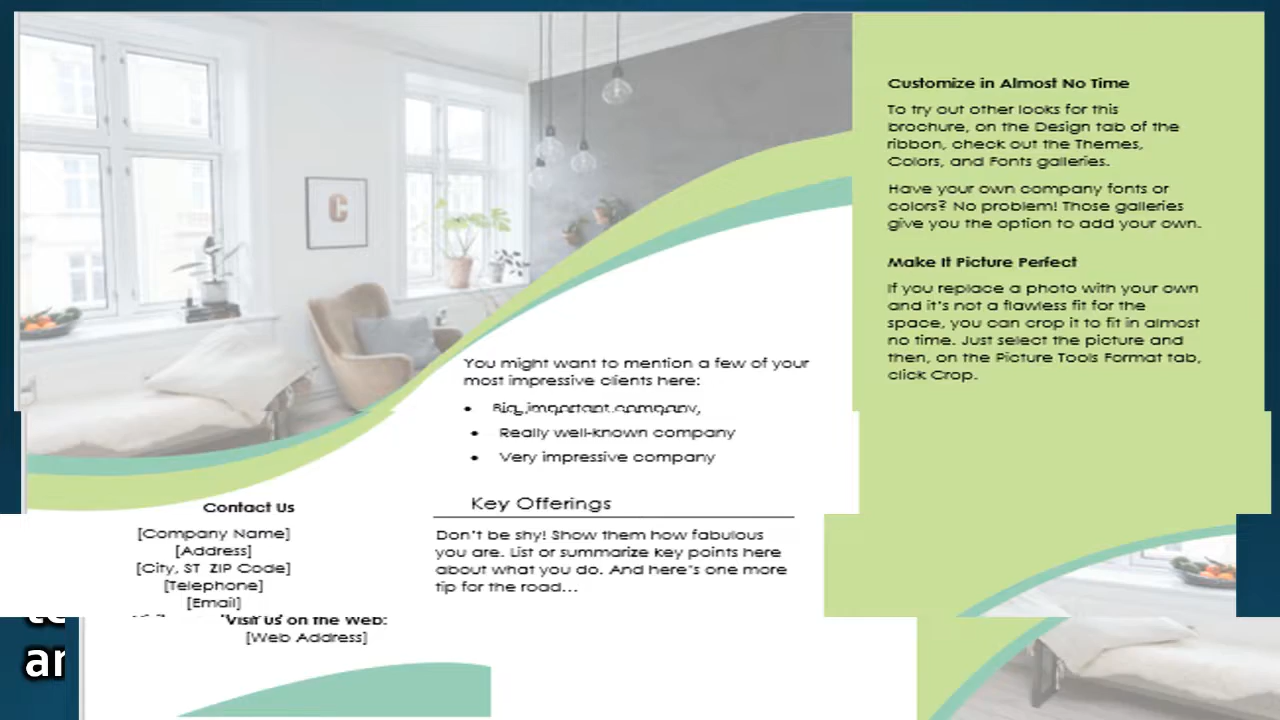 C
You might want to mention a few of your
most impressive clients here:
• Big, important company,
• Really well-known company
• Very impressive company
Contact Us
[Company Name]
[Address]
[City, ST ZIP Code]
[Telephone]
[Email]
Visit us on the Web:
[Web Address]
Key Offerings
Don't be shy! Show them how fabulous
you are. List or summarize key points here
about what you do. And here's one more
tip for the road...
Customize in Almost No Time
To try out other looks for this
brochure, on the Design tab of the
ribbon, check out the Themes,
Colors, and Fonts galleries.
Have your own company fonts or
colors? No problem! Those galleries
give you the option to add your own.
Make It Picture Perfect
If you replace a photo with your own
and it's not a flawless fit for the
space, you can crop it to fit in almost
no time. Just select the picture and
then, on the Picture Tools Format tab,
click Crop.